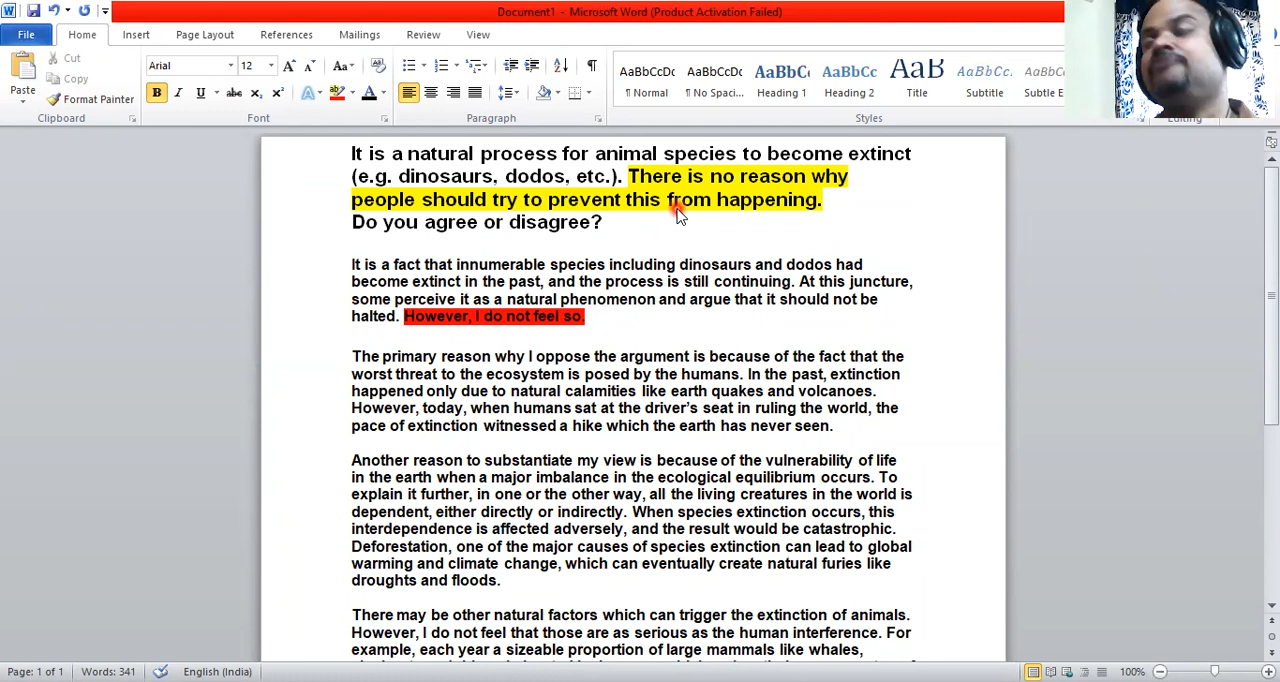 Document1 - Microsoft Word (Product Activation Failed)
File Home Insert Page Layout References Mailings Review View
Cut
Copy
Format Painter
Paste
Arial 12
AaBbCcDc AaBbCcDc AaBbC AaBbCc AaB AaBbCc. AaBbCc
¶ Normal ¶ No Spaci... Heading 1 Heading 2 Title Subtitle Subtle E
Clipboard Font Paragraph Styles Editing
It is a natural process for animal species to become extinct
(e.g. dinosaurs, dodos, etc.). There is no reason why
people should try to prevent this from happening.
Do you agree or disagree?
It is a fact that innumerable species including dinosaurs and dodos had
become extinct in the past, and the process is still continuing. At this juncture,
some perceive it as a natural phenomenon and argue that it should not be
halted. However, I do not feel so.
The primary reason why I oppose the argument is because of the fact that the
worst threat to the ecosystem is posed by the humans. In the past, extinction
happened only due to natural calamities like earth quakes and volcanoes.
However, today, when humans sat at the driver's seat in ruling the world, the
pace of extinction witnessed a hike which the earth has never seen.
Another reason to substantiate my view is because of the vulnerability of life
in the earth when a major imbalance in the ecological equilibrium occurs. To
explain it further, in one or the other way, all the living creatures in the world is
dependent, either directly or indirectly. When species extinction occurs, this
interdependence is affected adversely, and the result would be catastrophic.
Deforestation, one of the major causes of species extinction can lead to global
warming and climate change, which can eventually create natural furies like
droughts and floods.
There may be other natural factors which can trigger the extinction of animals.
However, I do not feel that those are as serious as the human interference. For
example, each year a sizeable proportion of large mammals like whales,
Page: 1 of 1 Words: 341 English (India) 100%